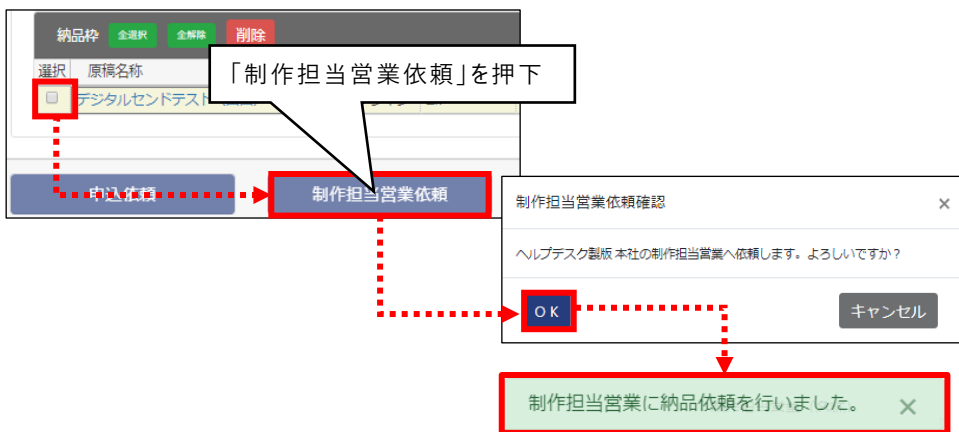 納品枠 全選択 全解除 削除
選択 原稿名称
「制作担当営業依頼」を押下
デジタルセンドテスト
申込依頼 制作担当営業依頼
制作担当営業依頼確認 ×
ヘルプデスク製版 本社の制作担当営業へ依頼します。よろしいですか？
OK キャンセル
制作担当営業に納品依頼を行いました。 ×